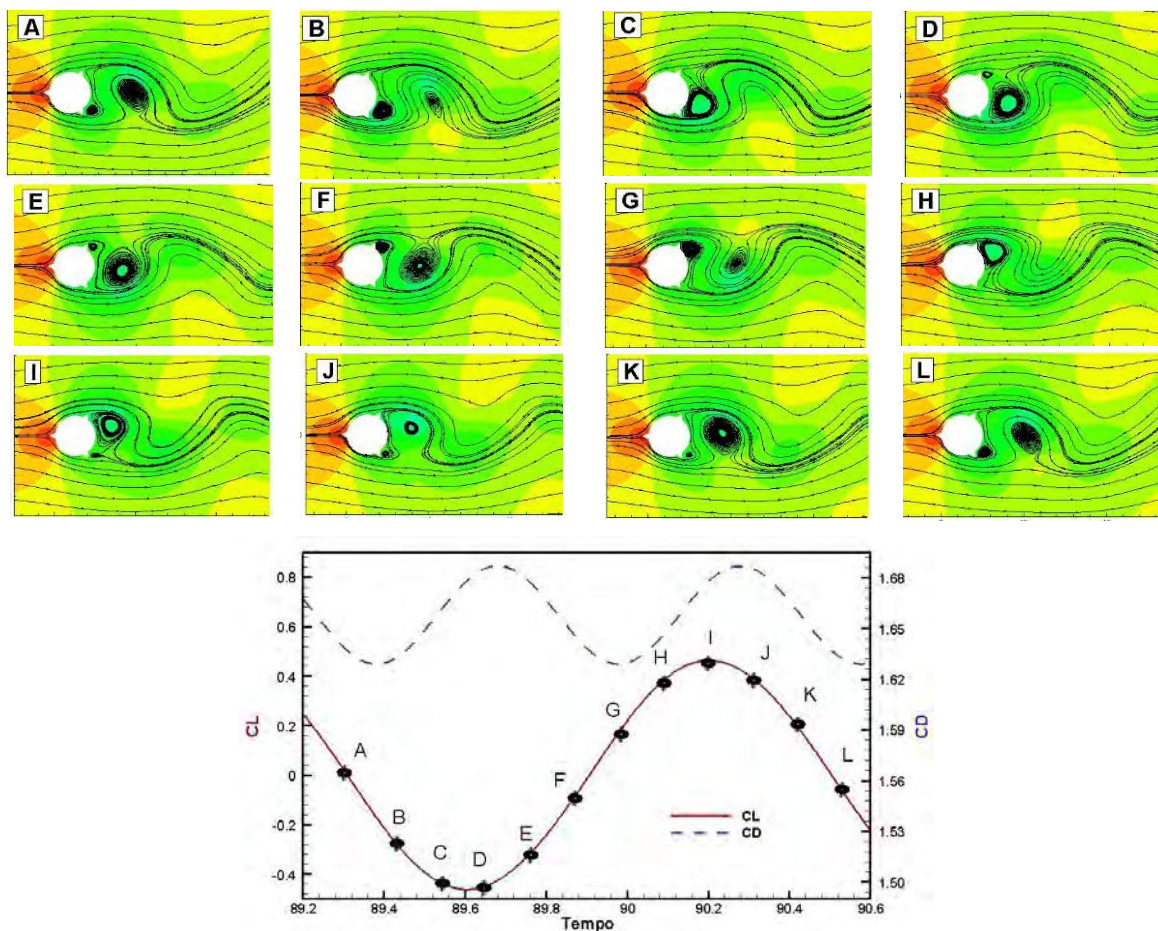 A B C D
E F G H
I J K L
0.8
0.6
0.4
0.2
0
-0.2
-0.4
CL
1.68
1.65
1.62
1.59
1.56
1.53
1.50
CD
A
B
C
D
E
F
G
H
I
J
K
L
CL
CD
89.2 89.4 89.6 89.8 90 90.2 90.4 90.6
Tempo